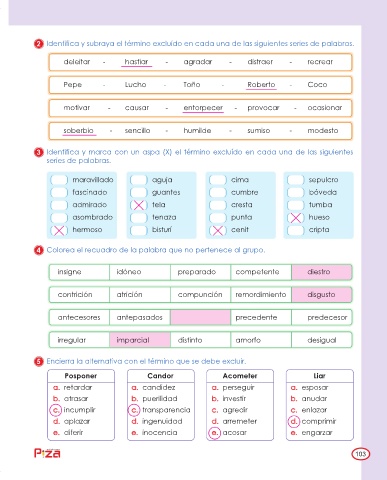 2 Identifica y subraya el término excluido en cada una de las siguientes series de palabras.
deleitar - hastiar - agradar - distraer - recrear
Pepe - Lucho - Toño - Roberto - Coco
motivar - causar - entorpecer - provocar - ocasionar
soberbio - sencillo - humilde - sumiso - modesto
3 Identifica y marca con un aspa (X) el término excluido en cada una de las siguientes
series de palabras.
maravillado aguja cima sepulcro
fascinado guantes cumbre bóveda
admirado tela cresta tumba
asombrado tenaza punta hueso
hermoso bisturí cenit cripta
4 Colorea el recuadro de la palabra que no pertenece al grupo.
insigne idóneo preparado competente diestro
contrición atrición compunción remordimiento disgusto
antecesores antepasados precedente predecesor
irregular imparcial distinto amorfo desigual
5 Encierra la alternativa con el término que se debe excluir.
Posponer Candor Acometer Liar
a. retardar a. candidez a. perseguir a. esposar
b. atrasar b. puerilidad b. investir b. anudar
c. incumplir c. transparencia c. agredir c. enlazar
d. aplazar d. ingenuidad d. arremeter d. comprimir
e. diferir e. inocencia e. acosar e. engarzar
Pizza 103